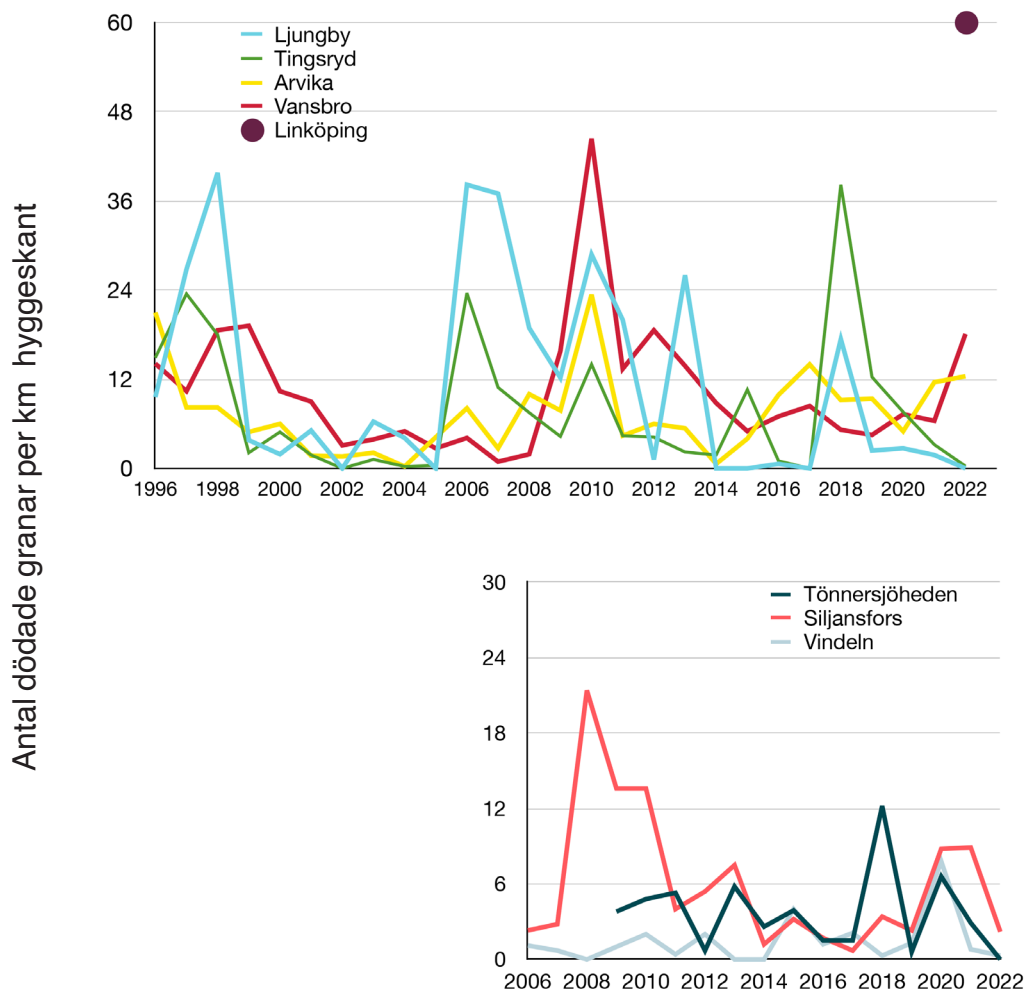 Antal dödade granar per km hyggeskant
60
48
36
24
12
0
Ljungby
Tingsryd
Arvika
Vansbro
Linköping
1996 1998 2000 2002 2004 2006 2008 2010 2012 2014 2016 2018 2020 2022
30
24
18
12
6
0
Tönnersjöheden
Siljansfors
Vindeln
2006 2008 2010 2012 2014 2016 2018 2020 2022